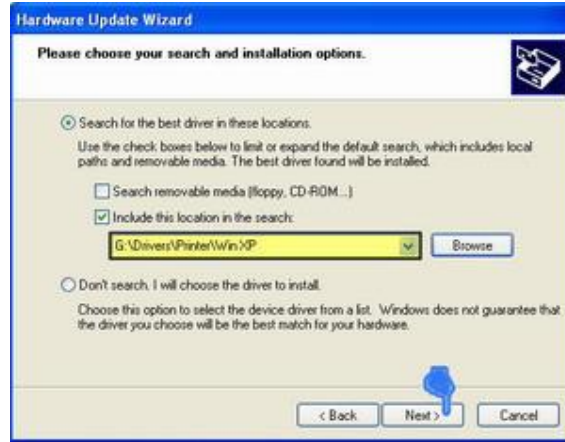 Hardware Update Wizard
Please choose your search and installation options.
Search for the best driver in these locations.
Use the check boxes below to limit or expand the default search, which includes local
paths and removable media. The best driver found will be installed.
Search removable media (floppy, CD-ROM...)
Include this location in the search:
G:\Drivers\Printer\Win XP
Browse
Don't search. I will choose the driver to install.
Choose this option to select the device driver from a list. Windows does not guarantee that
the driver you choose will be the best match for your hardware.
< Back
Next >
Cancel